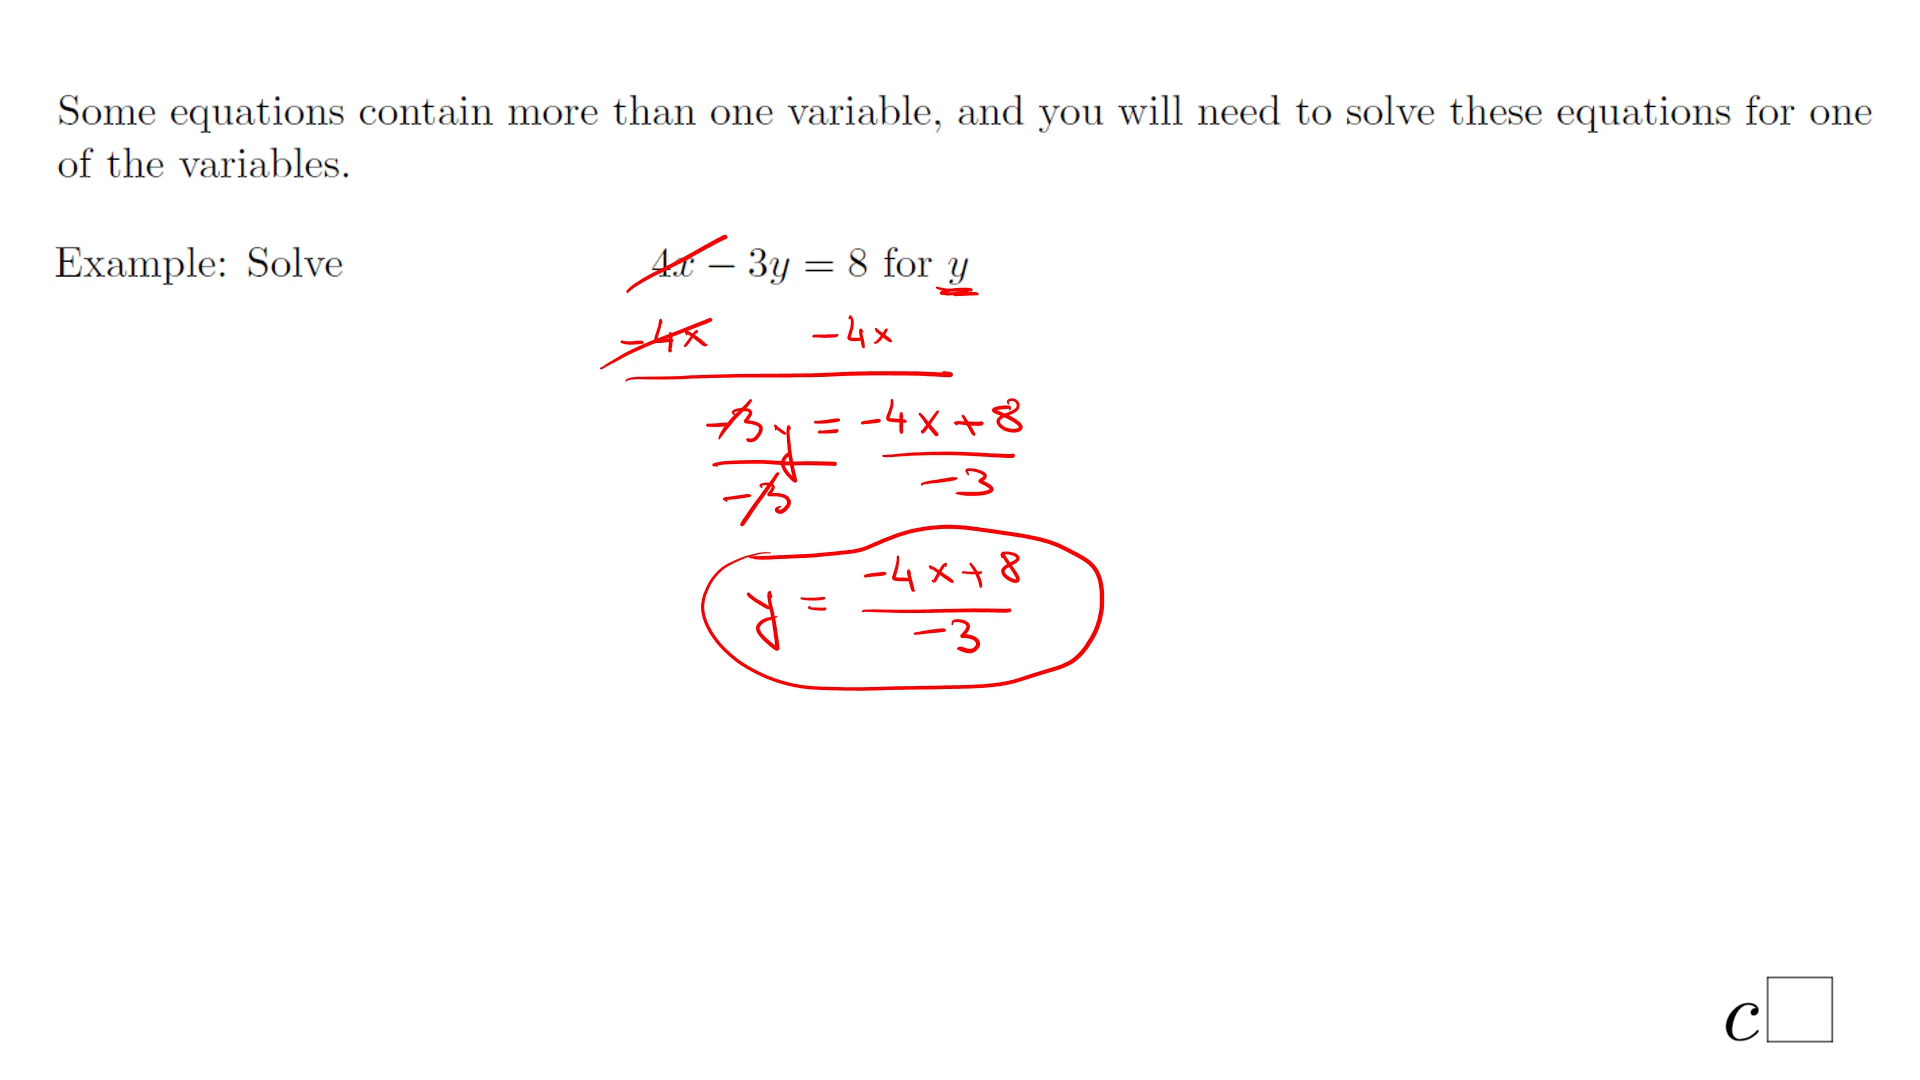 Some equations contain more than one variable, and you will need to solve these equations for one
of the variables.
Example: Solve 4x − 3y = 8 for y
-4x -4x
-3y = -4x + 8
-3 -3
y = -4x + 8
-3
c